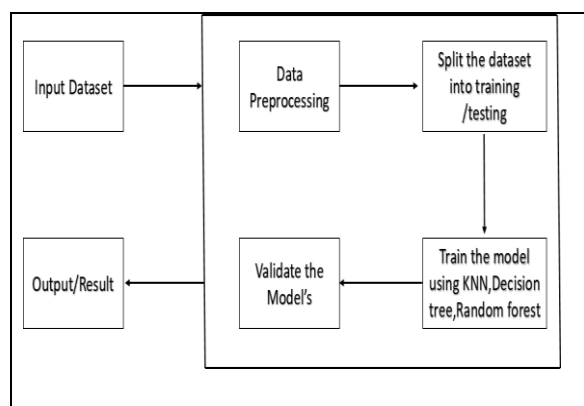 Input Dataset
Data
Preprocessing
Split the dataset
into training
/testing
Train the model
using KNN,Decision
tree,Random forest
Validate the
Model's
Output/Result